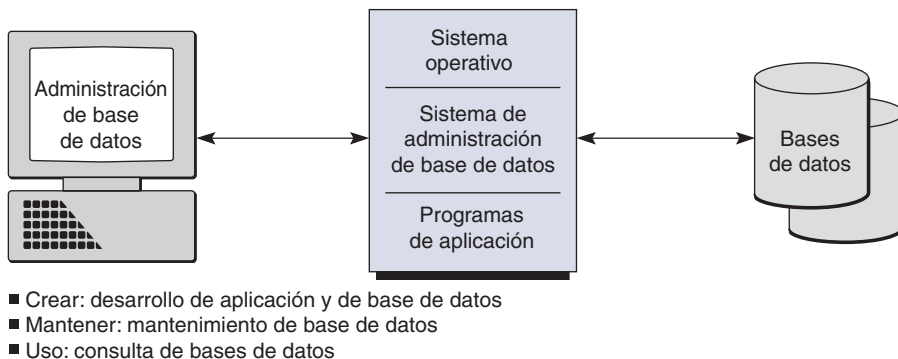 Administración
de base
de datos
Sistema
operativo
Sistema de
administración
de base de datos
Programas
de aplicación
Bases
de datos
■ Crear: desarrollo de aplicación y de base de datos
■ Mantener: mantenimiento de base de datos
■ Uso: consulta de bases de datos